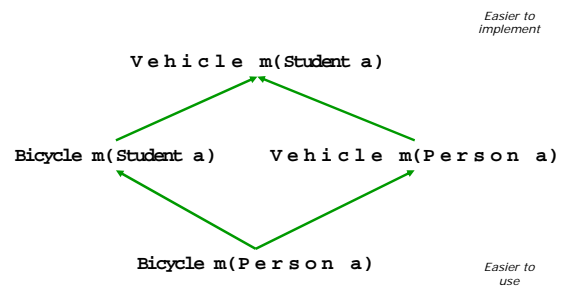 Easier to
implement
Vehicle m(Student a)
Bicycle m(Student a) Vehicle m(Person a)
Bicycle m(Person a)
Easier to
use